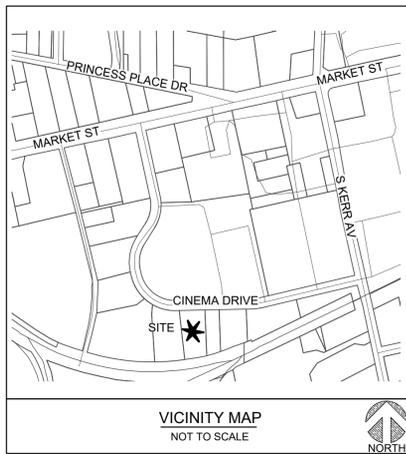 PRINCESS PLACE DR
MARKET ST
MARKET ST
S KERR AV
CINEMA DRIVE
SITE
VICINITY MAP
NOT TO SCALE
NORTH